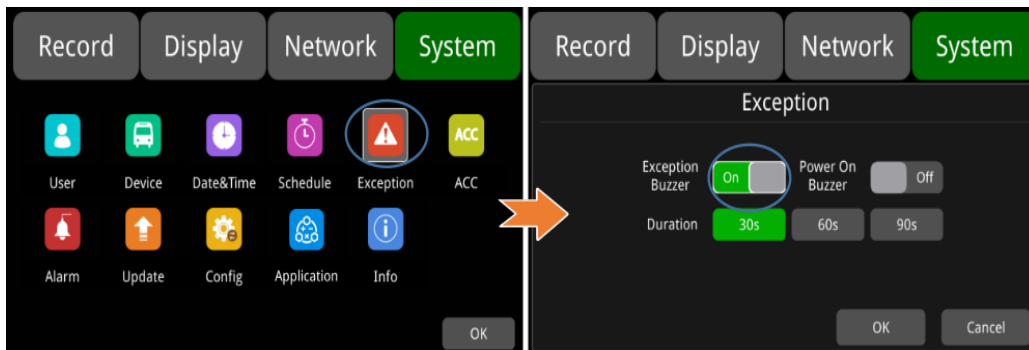 Record Display Network System
ACC
User Device Date&Time Schedule Exception ACC
Alarm Update Config Application Info
OK
Record Display Network System
Exception
Exception Buzzer On Power On Buzzer Off
Duration 30s 60s 90s
OK Cancel